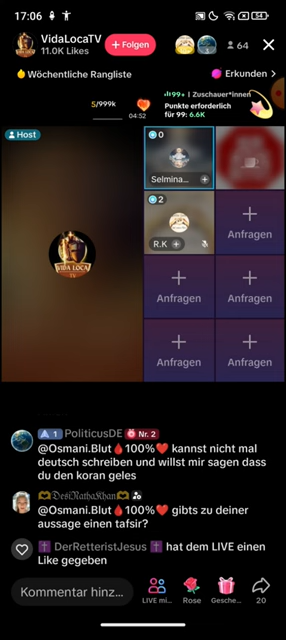 17:06
54
VidaLocaTV
11.0K Likes
+ Folgen
64
Wöchentliche Rangliste
Erkunden >
5/999k
04:52
99+ | Zuschauer*innen
Punkte erforderlich
für 99: 6.6K
Host
0
Selmina...
VIDA LOCA
TV
2
R.K
Anfragen
Anfragen
Anfragen
Anfragen
Anfragen
1 PoliticusDE Nr. 2
@Osmani.Blut🩸100%❤️ kannst nicht mal
deutsch schreiben und willst mir sagen dass
du den koran geles
🫶𝔇𝔢𝔰𝔦𝔑𝔞𝔱𝔥𝔞𝔎𝔥𝔞𝔫🫶
@Osmani.Blut🩸100%❤️ gibts zu deiner
aussage einen tafsir?
✝️ DerRetteristJesus ✝️ hat dem LIVE einen
Like gegeben
Kommentar hinz...
LIVE mi...
Rose
Gesche...
20